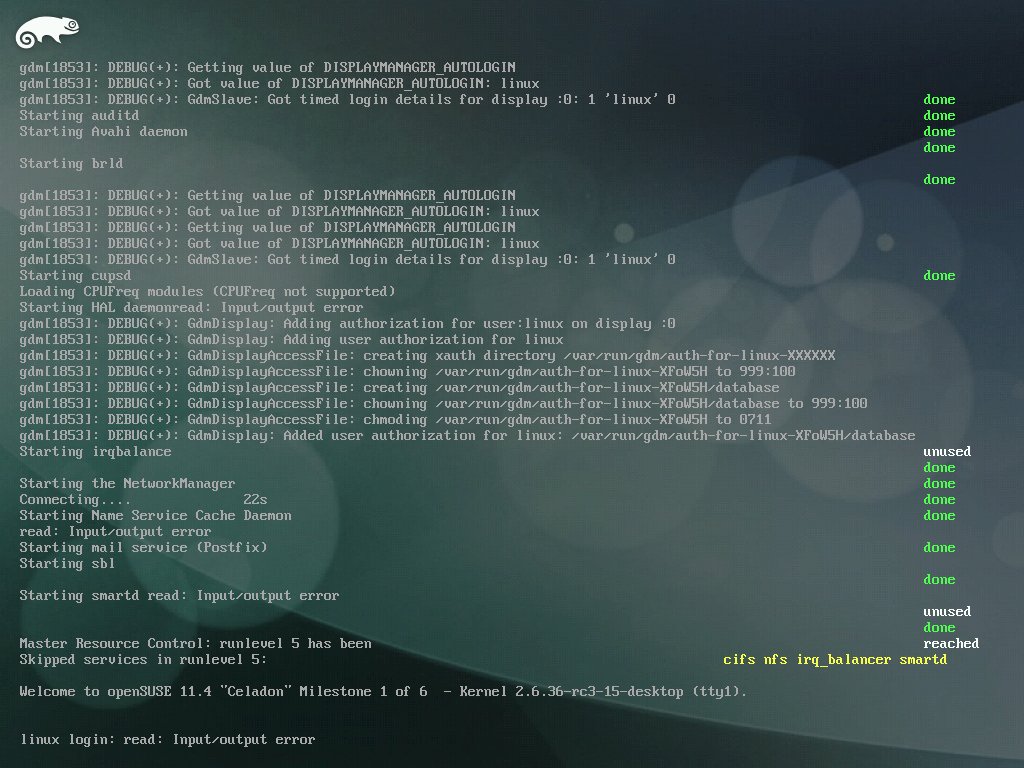 gdm[1853]: DEBUG(+): Getting value of DISPLAYMANAGER_AUTOLOGIN
gdm[1853]: DEBUG(+): Got value of DISPLAYMANAGER_AUTOLOGIN: linux
gdm[1853]: DEBUG(+): GdmSlave: Got timed login details for display :0: 1 'linux' 0 done
Starting auditd done
Starting Avahi daemon done
done
Starting brld
done
gdm[1853]: DEBUG(+): Getting value of DISPLAYMANAGER_AUTOLOGIN
gdm[1853]: DEBUG(+): Got value of DISPLAYMANAGER_AUTOLOGIN: linux
gdm[1853]: DEBUG(+): Getting value of DISPLAYMANAGER_AUTOLOGIN
gdm[1853]: DEBUG(+): Got value of DISPLAYMANAGER_AUTOLOGIN: linux
gdm[1853]: DEBUG(+): GdmSlave: Got timed login details for display :0: 1 'linux' 0
Starting cupsd done
Loading CPUFreq modules (CPUFreq not supported)
Starting HAL daemonread: Input/output error
gdm[1853]: DEBUG(+): GdmDisplay: Adding authorization for user:linux on display :0
gdm[1853]: DEBUG(+): GdmDisplay: Adding user authorization for linux
gdm[1853]: DEBUG(+): GdmDisplayAccessFile: creating xauth directory /var/run/gdm/auth-for-linux-XXXXXX
gdm[1853]: DEBUG(+): GdmDisplayAccessFile: chowning /var/run/gdm/auth-for-linux-XFoW5H to 999:100
gdm[1853]: DEBUG(+): GdmDisplayAccessFile: creating /var/run/gdm/auth-for-linux-XFoW5H/database
gdm[1853]: DEBUG(+): GdmDisplayAccessFile: chowning /var/run/gdm/auth-for-linux-XFoW5H/database to 999:100
gdm[1853]: DEBUG(+): GdmDisplayAccessFile: chmoding /var/run/gdm/auth-for-linux-XFoW5H to 0711
gdm[1853]: DEBUG(+): GdmDisplay: Added user authorization for linux: /var/run/gdm/auth-for-linux-XFoW5H/database
Starting irqbalance unused
done
Starting the NetworkManager done
Connecting.... 22s done
Starting Name Service Cache Daemon done
read: Input/output error
Starting mail service (Postfix) done
Starting sbl
done
Starting smartd read: Input/output error
unused
done
Master Resource Control: runlevel 5 has been reached
Skipped services in runlevel 5: cifs nfs irq_balancer smartd
Welcome to openSUSE 11.4 "Celadon" Milestone 1 of 6 - Kernel 2.6.36-rc3-15-desktop (tty1).
linux login: read: Input/output error